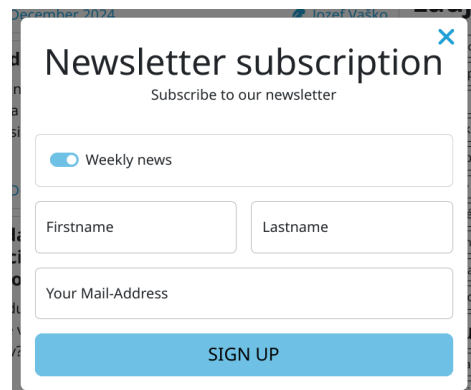 December 2024
Jozef Vaško
Newsletter subscription
Subscribe to our newsletter
Weekly news
Firstname
Lastname
Your Mail-Address
SIGN UP